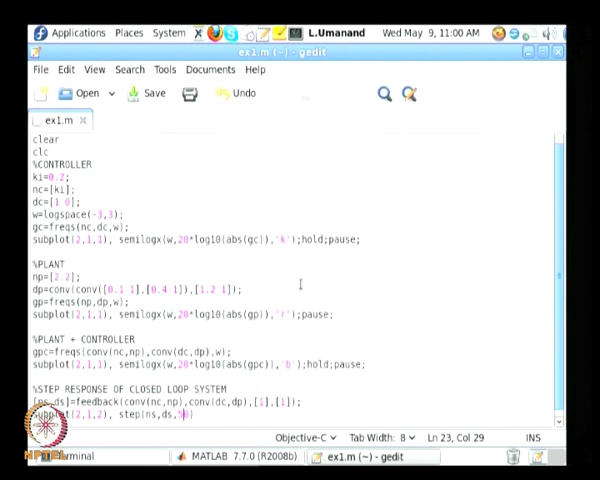 Applications Places System L.Umanand Wed May 9, 11:00 AM
ex1.m (~) - gedit
File Edit View Search Tools Documents Help
Open Save Undo
ex1.m
clear
clc
%CONTROLLER
ki=0.2;
nc=[ki];
dc=[1 0];
w=logspace(-3,3);
gc=freqs(nc,dc,w);
subplot(2,1,1), semilogx(w,20*log10(abs(gc)),'k');hold;pause;
%PLANT
np=[2.2];
dp=conv(conv([0.1 1],[0.4 1]),[1.2 1]);
gp=freqs(np,dp,w);
subplot(2,1,1), semilogx(w,20*log10(abs(gp)),'r');pause;
%PLANT + CONTROLLER
gpc=freqs(conv(nc,np),conv(dc,dp),w);
subplot(2,1,1), semilogx(w,20*log10(abs(gpc)),'b');hold;pause;
%STEP RESPONSE OF CLOSED LOOP SYSTEM
[ns,ds]=feedback(conv(nc,np),conv(dc,dp),[1],[1]);
subplot(2,1,2), step(ns,ds,50)
Objective-C Tab Width: 8 Ln 23, Col 29 INS
NPTEL
Terminal MATLAB 7.7.0 (R2008b) ex1.m (~) - gedit